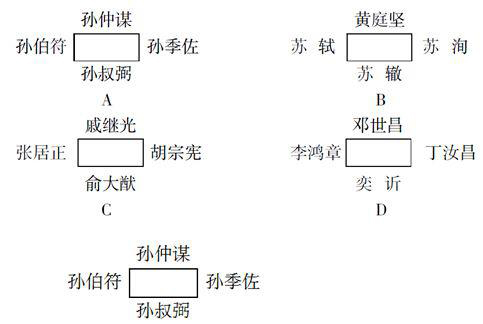 孙仲谋
孙伯符 孙季佐
孙叔弼
A
黄庭坚
苏 轼 苏 洵
苏 辙
B
戚继光
张居正 胡宗宪
俞大猷
C
邓世昌
李鸿章 丁汝昌
奕 䜣
D
孙仲谋
孙伯符 孙季佐
孙叔弼